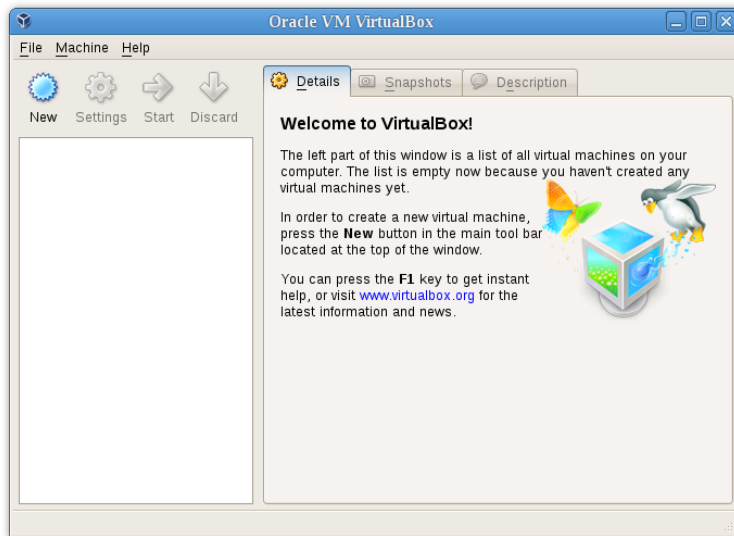 Oracle VM VirtualBox
File Machine Help
New Settings Start Discard
Details Snapshots Description
Welcome to VirtualBox!
The left part of this window is a list of all virtual machines on your
computer. The list is empty now because you haven't created any
virtual machines yet.
In order to create a new virtual machine,
press the New button in the main tool bar
located at the top of the window.
You can press the F1 key to get instant
help, or visit www.virtualbox.org for the
latest information and news.